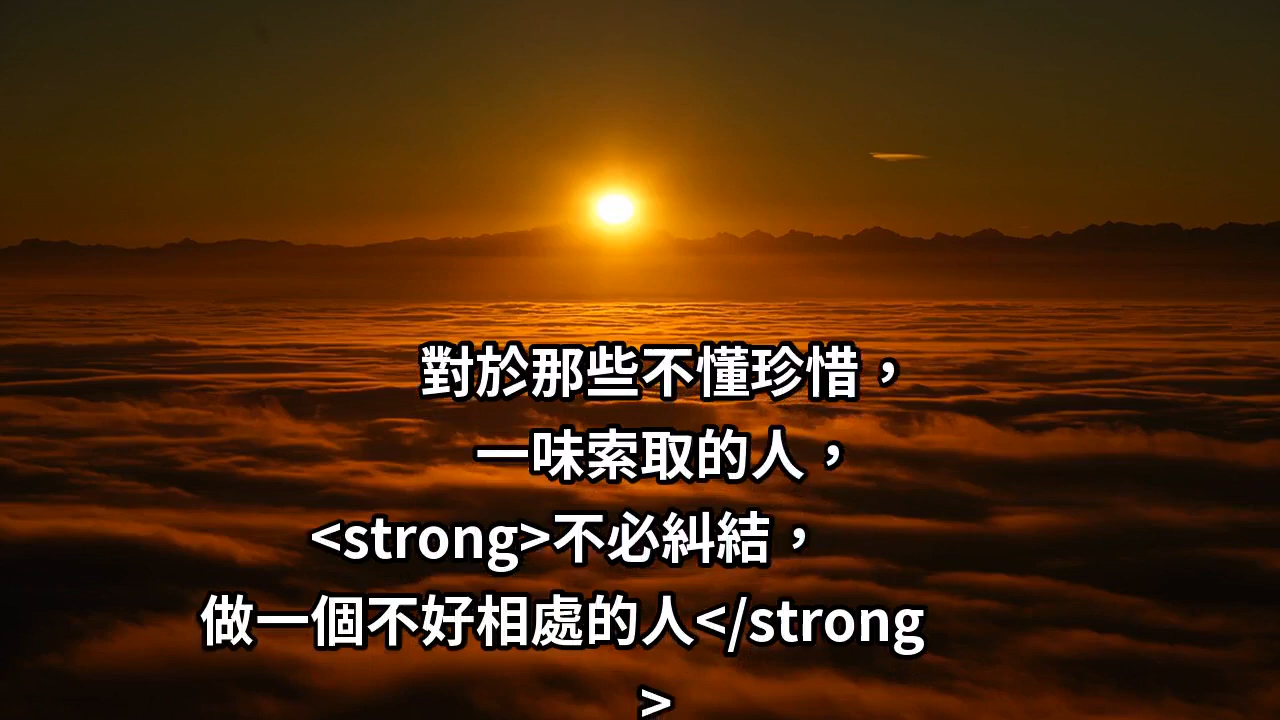 對於那些不懂珍惜，
一味索取的人，
<strong>不必糾結，
做一個不好相處的人</strong
>